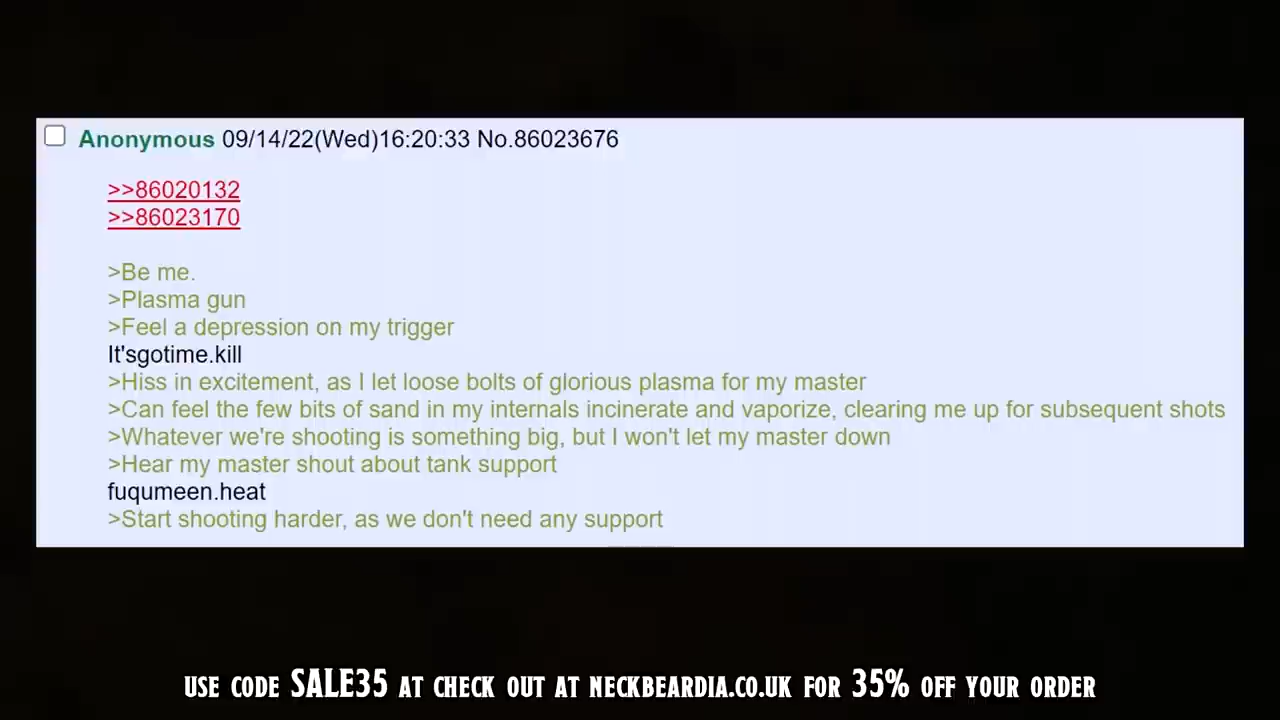 Anonymous 09/14/22(Wed)16:20:33 No.86023676
>>86020132
>>86023170
>Be me.
>Plasma gun
>Feel a depression on my trigger
It'sgotime.kill
>Hiss in excitement, as I let loose bolts of glorious plasma for my master
>Can feel the few bits of sand in my internals incinerate and vaporize, clearing me up for subsequent shots
>Whatever we're shooting is something big, but I won't let my master down
>Hear my master shout about tank support
fuqumeen.heat
>Start shooting harder, as we don't need any support
USE CODE SALE35 AT CHECK OUT AT NECKBEARDIA.CO.UK FOR 35% OFF YOUR ORDER